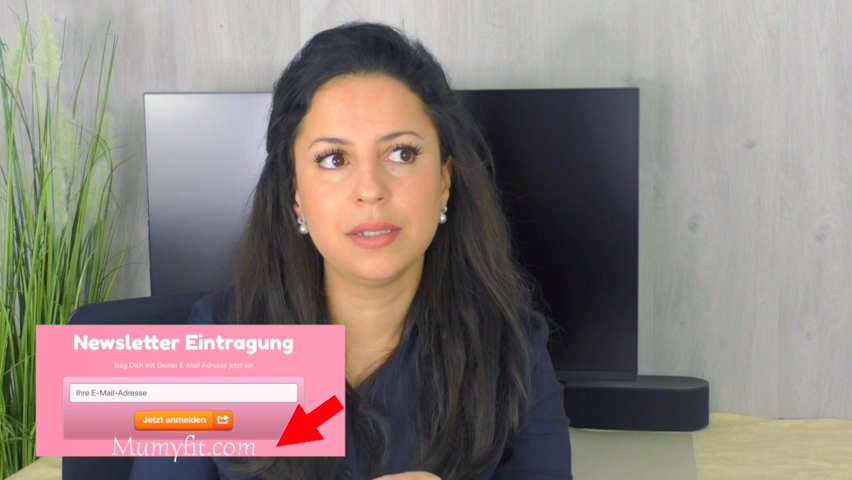 Newsletter Eintragung
Trag Dich mit Deiner E-Mail Adresse jetzt ein
Ihre E-Mail-Adresse
Jetzt anmelden
Mumyfit.com